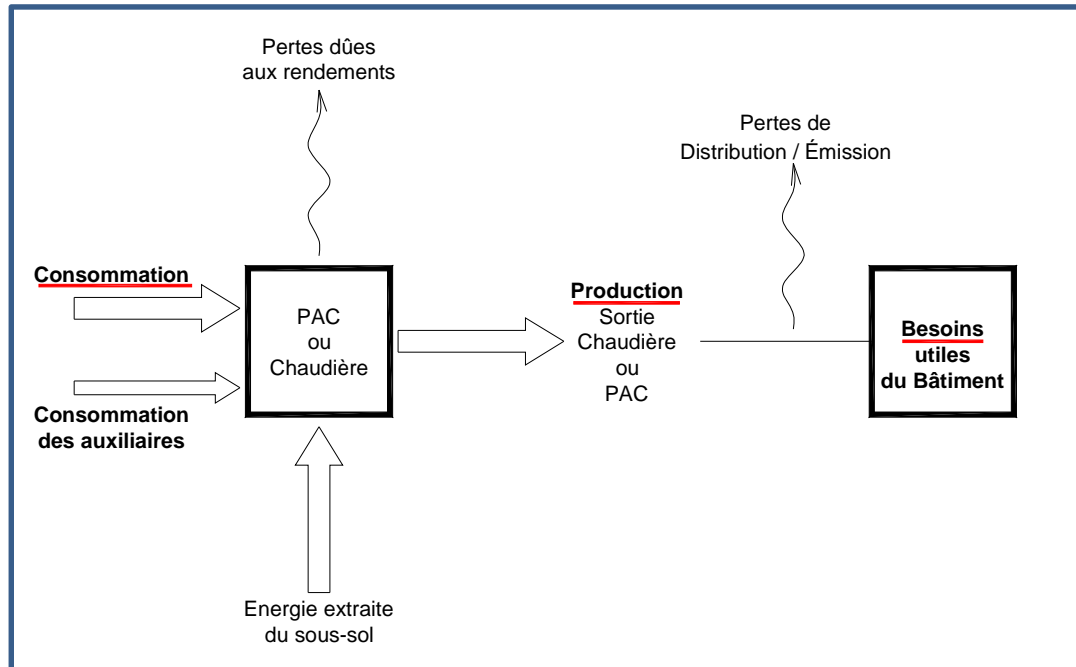 Pertes dûes
aux rendements
Pertes de
Distribution / Émission
Consommation
PAC
ou
Chaudière
Consommation
des auxiliaires
Production
Sortie
Chaudière
ou
PAC
Besoins
utiles
du Bâtiment
Energie extraite
du sous-sol